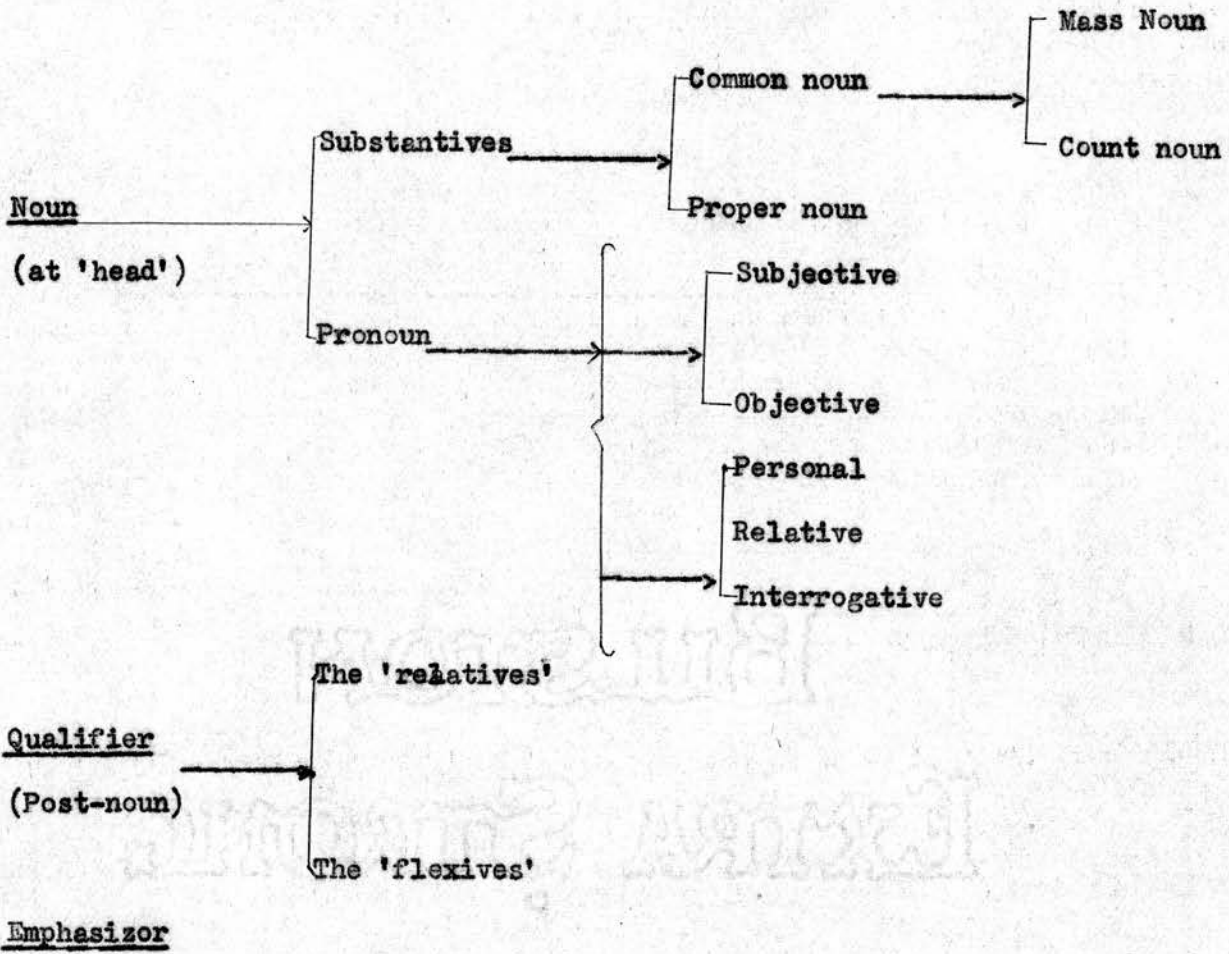 Mass Noun
Common noun
Substantives
Count noun
Noun
Proper noun
(at 'head')
Subjective
Pronoun
Objective
Personal
Relative
Interrogative
The 'relatives'
Qualifier
(Post-noun)
The 'flexives'
Emphasizor